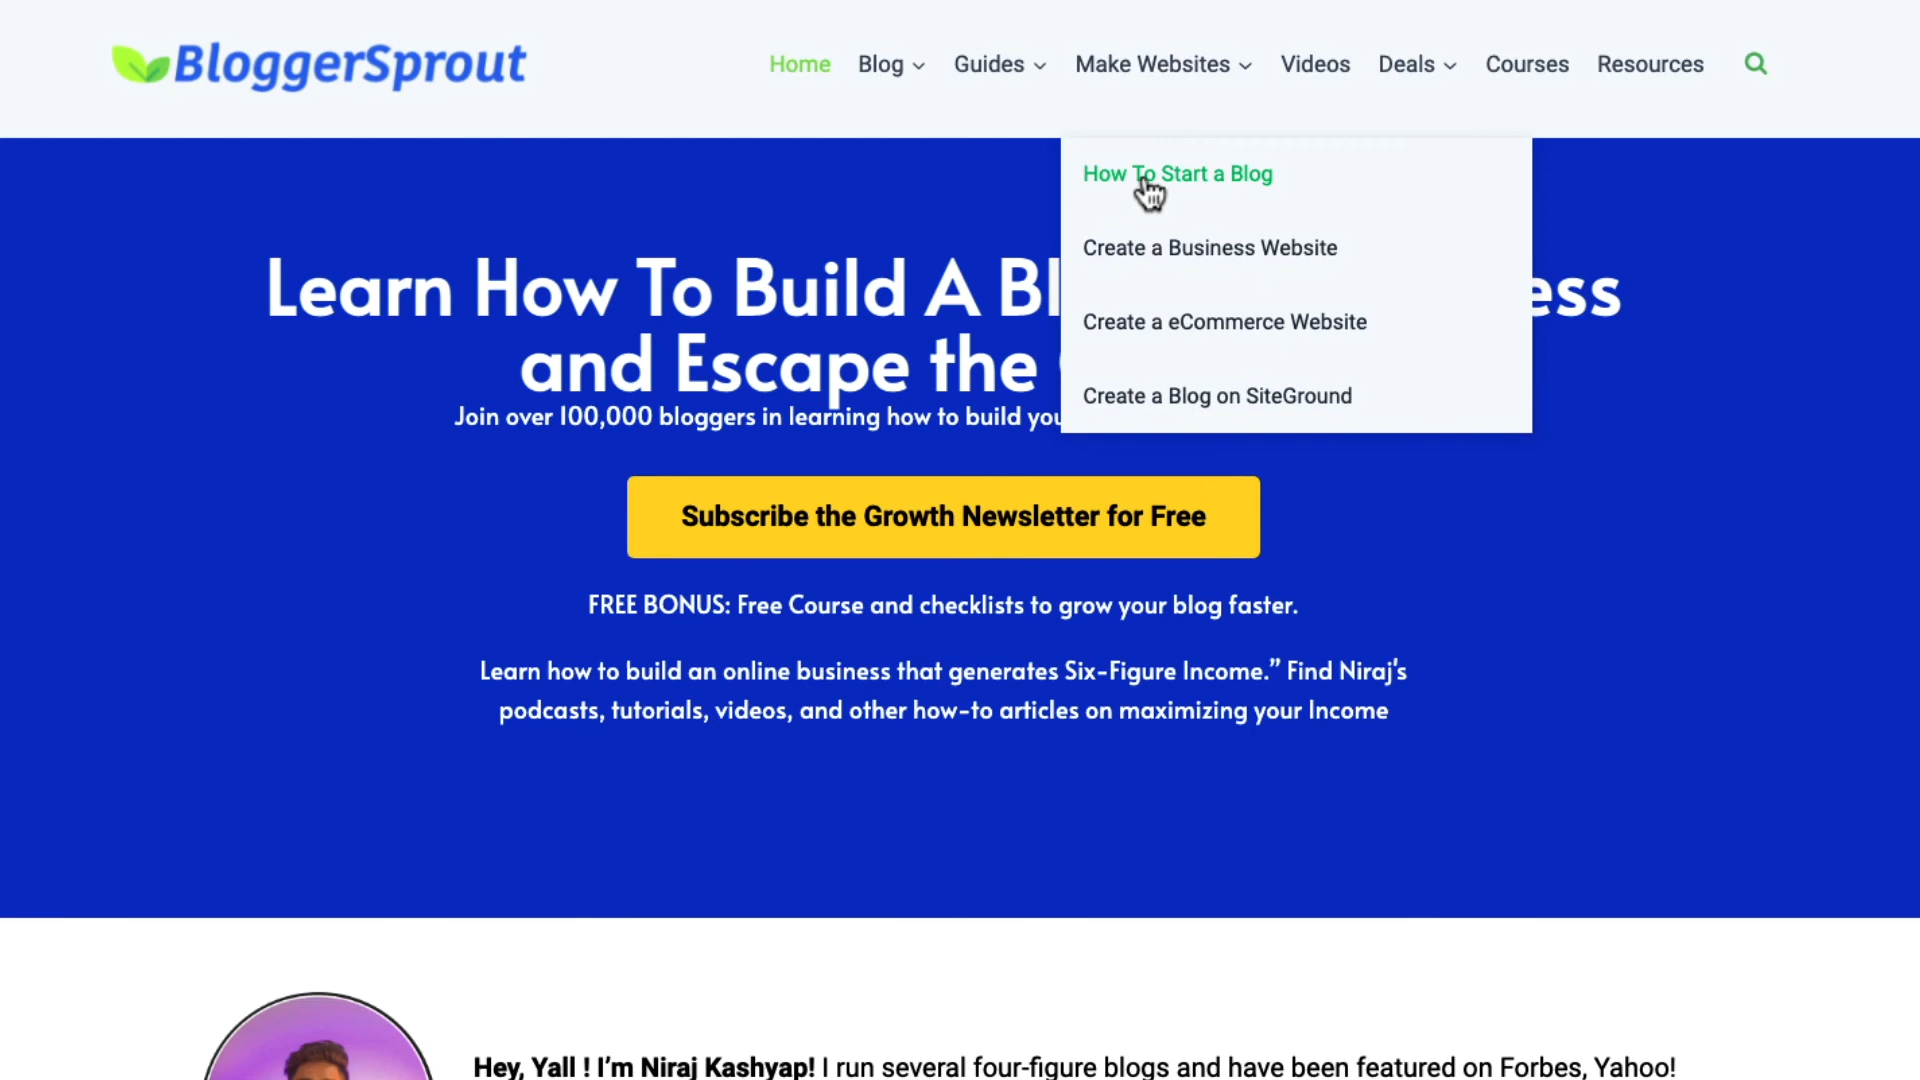 BloggerSprout
Home Blog Guides Make Websites Videos Deals Courses Resources
How To Start a Blog
Create a Business Website
Create a eCommerce Website
Create a Blog on SiteGround
Learn How To Build A Bl ess
and Escape the
Join over 100,000 bloggers in learning how to build you
Subscribe the Growth Newsletter for Free
FREE BONUS: Free Course and checklists to grow your blog faster.
Learn how to build an online business that generates Six-Figure Income.” Find Niraj's
podcasts, tutorials, videos, and other how-to articles on maximizing your Income
Hey, Yall ! I’m Niraj Kashyap! I run several four-figure blogs and have been featured on Forbes, Yahoo!